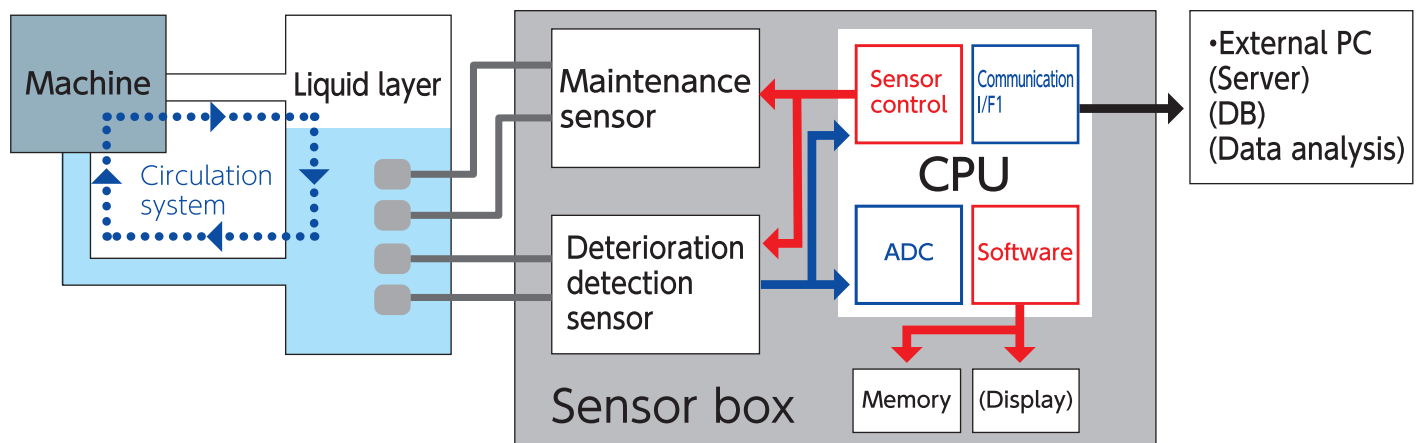 Machine
Liquid layer
Circulation
system
Maintenance
sensor
Deterioration
detection
sensor
Sensor
control
Communication
I/F1
CPU
ADC
Software
Memory
(Display)
Sensor box
•External PC
(Server)
(DB)
(Data analysis)